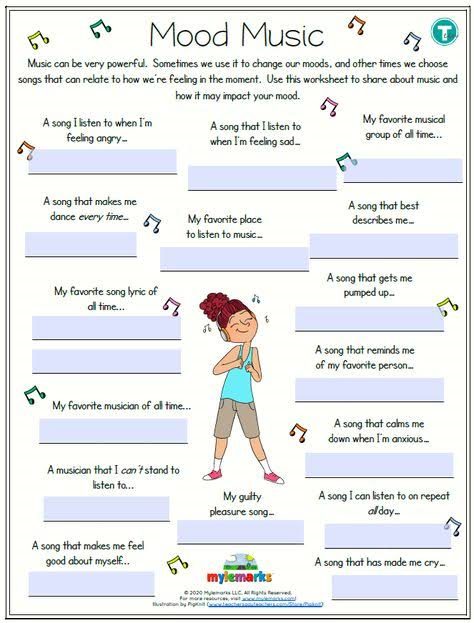 Mood Music
Music can be very powerful. Sometimes we use it to change our moods, and other times we choose
songs that can relate to how we're feeling in the moment. Use this worksheet to share about music and
how it may impact your mood.
A song I listen to when I'm
feeling angry...
A song that I listen to
when I'm feeling sad...
My favorite musical
group of all time...
A song that makes me
dance every time...
My favorite place
to listen to music...
A song that best
describes me...
My favorite song lyric of
all time...
A song that gets me
pumped up...
A song that reminds me
of my favorite person...
My favorite musician of all time...
A song that calms me
down when I'm anxious...
A musician that I can't stand to
listen to...
My guilty
pleasure song...
A song I can listen to on repeat
all day...
A song that makes me feel
good about myself...
A song that has made me cry...
mylemarks
© 2020 Mylemarks LLC. All Rights Reserved.
For more resources, visit www.mylemarks.com!
Illustration by PigKnit (www.teacherspayteachers.com/Store/Pigknit)
T